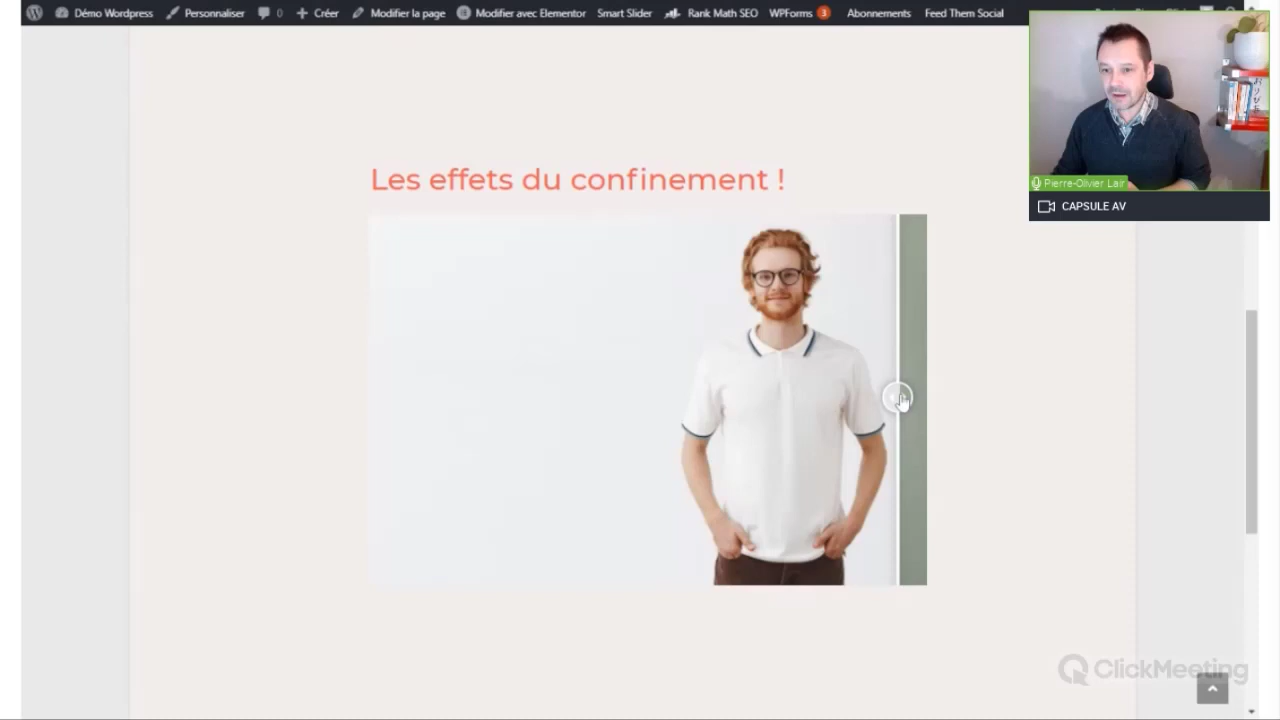 Démo Wordpress Personnaliser 0 + Créer Modifier la page Modifier avec Elementor Smart Slider Rank Math SEO WPForms 3 Abonnements Feed Them Social
Pierre-Olivier Lair
CAPSULE AV
Les effets du confinement !
ClickMeeting